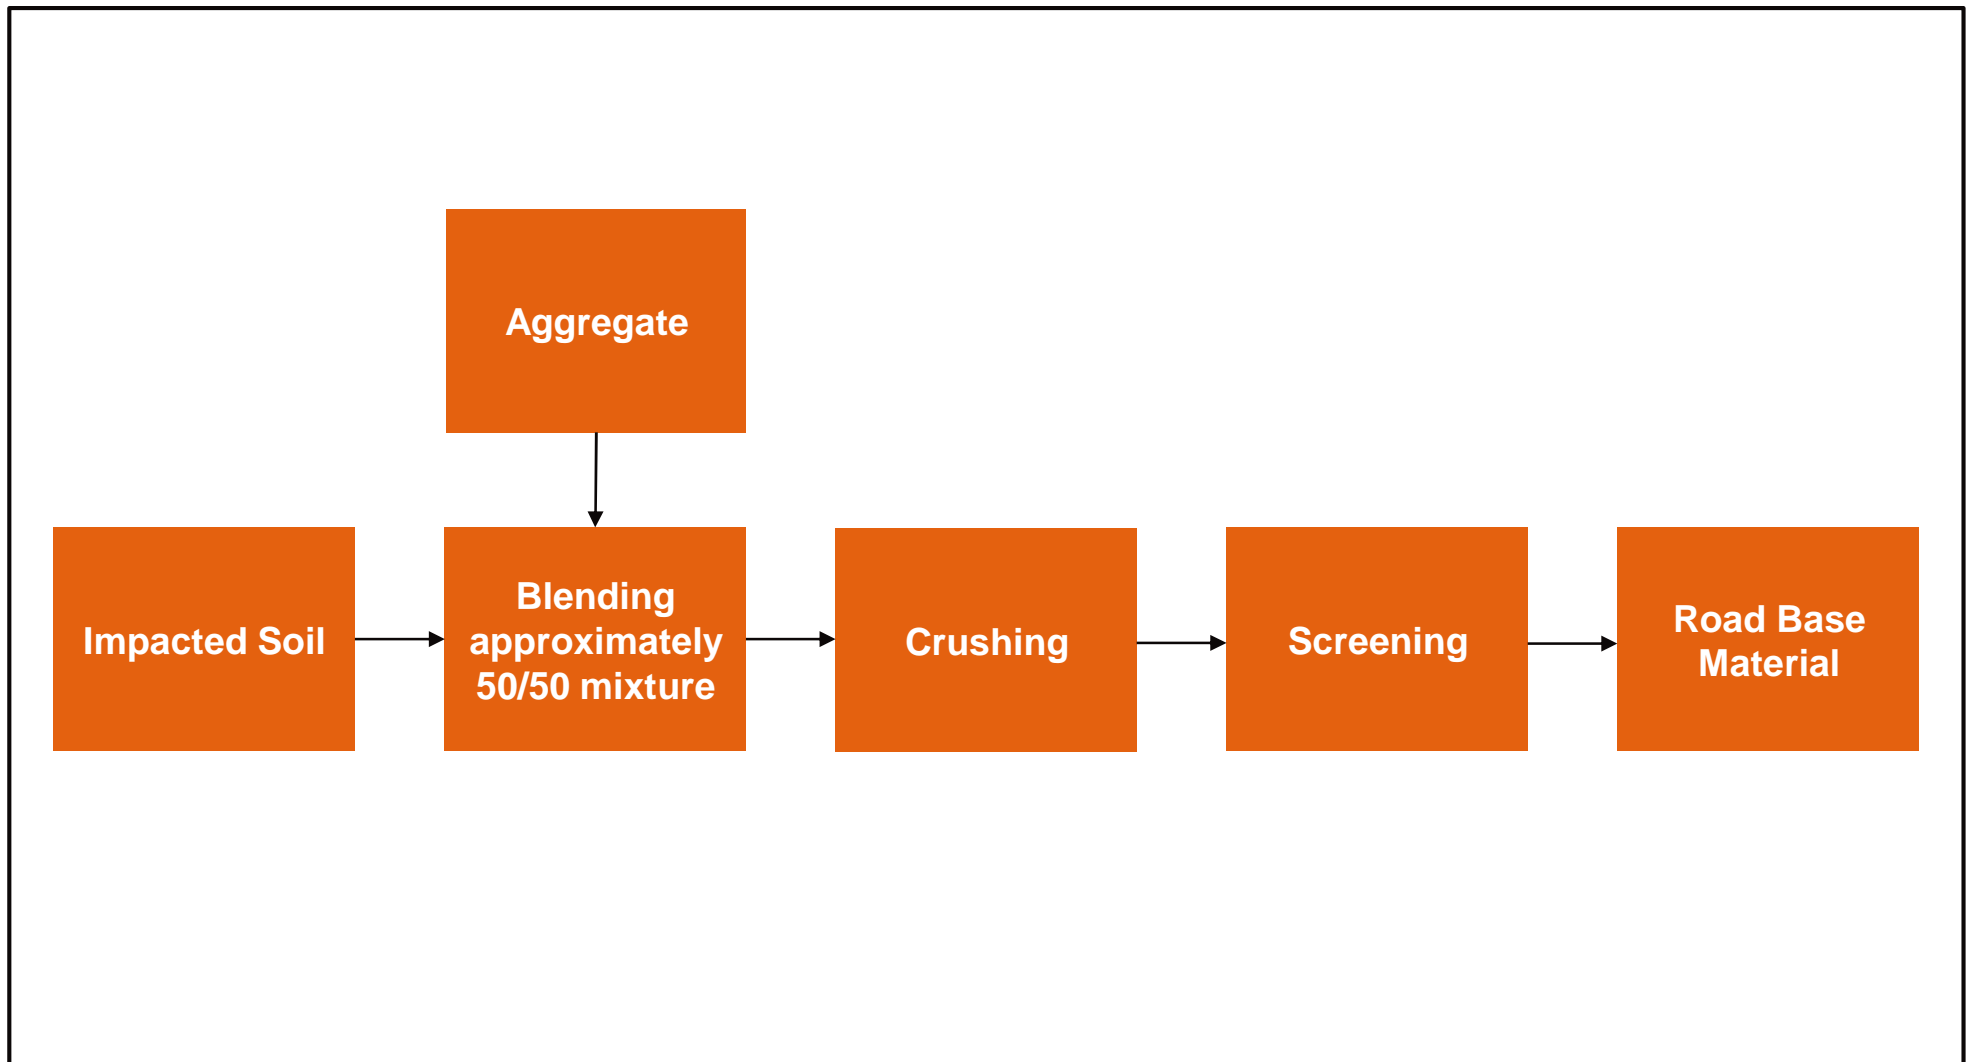 Aggregate
Impacted Soil
Blending
approximately
50/50 mixture
Crushing
Screening
Road Base
Material